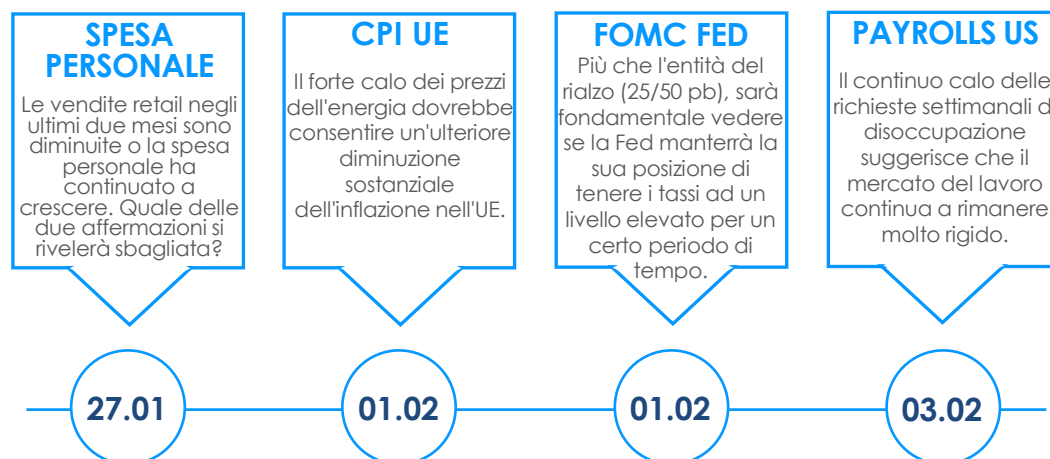 SPESA
PERSONALE
Le vendite retail negli
ultimi due mesi sono
diminuite o la spesa
personale ha
continuato a
crescere. Quale delle
due affermazioni si
rivelerà sbagliata?
27.01
CPI UE
Il forte calo dei prezzi
dell'energia dovrebbe
consentire un'ulteriore
diminuzione
sostanziale
dell'inflazione nell'UE.
01.02
FOMC FED
Più che l'entità del
rialzo (25/50 pb), sarà
fondamentale vedere
se la Fed manterrà la
sua posizione di
tenere i tassi ad un
livello elevato per un
certo periodo di
tempo.
01.02
PAYROLLS US
Il continuo calo delle
richieste settimanali d
disoccupazione
suggerisce che il
mercato del lavoro
continua a rimanere
molto rigido.
03.02